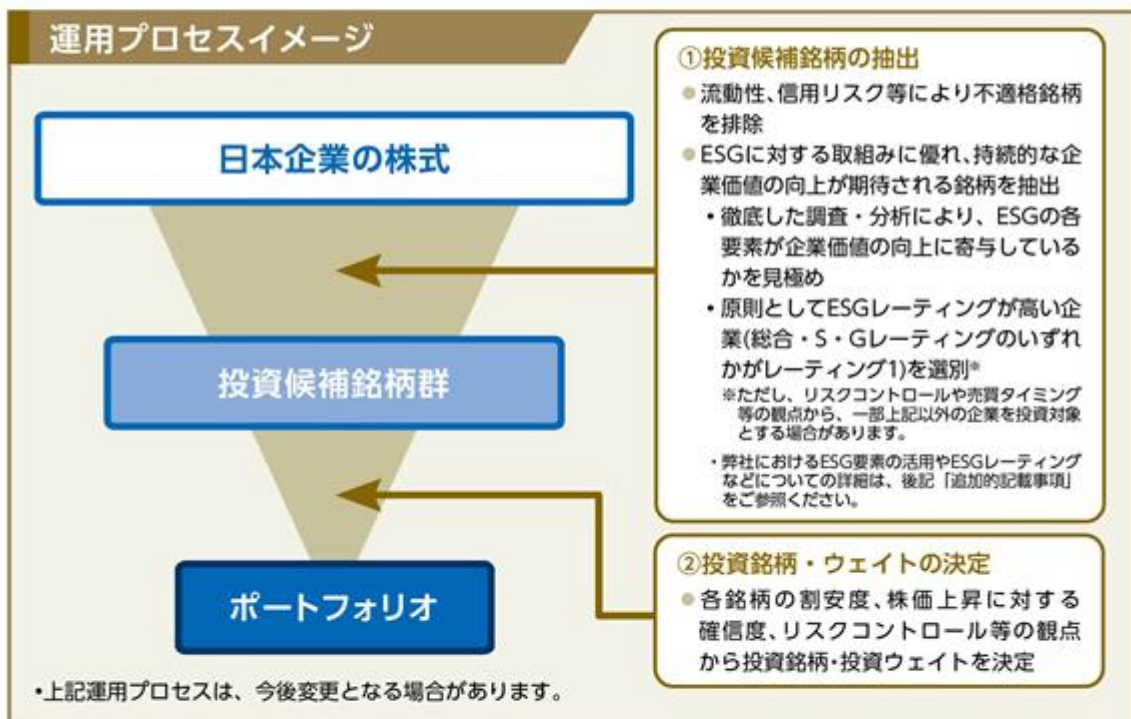 運用プロセスイメージ
日本企業の株式
投資候補銘柄群
ポートフォリオ
•上記運用プロセスは、今後変更となる場合があります。
①投資候補銘柄の抽出
●流動性、信用リスク等により不適格銘柄
を排除
●ESGに対する取組みに優れ、持続的な企
業価値の向上が期待される銘柄を抽出
・徹底した調査・分析により、ESGの各
要素が企業価値の向上に寄与している
かを見極め
・原則としてESGレーティングが高い企
業(総合・S・Gレーティングのいずれ
かがレーティング1)を選別※
※ただし、リスクコントロールや売買タイミング
等の観点から、一部上記以外の企業を投資対象
とする場合があります。
・弊社におけるESG要素の活用やESGレーティング
などについての詳細は、後記「追加的記載事項」
をご参照ください。
②投資銘柄・ウェイトの決定
●各銘柄の割安度、株価上昇に対する
確信度、リスクコントロール等の観点
から投資銘柄・投資ウェイトを決定